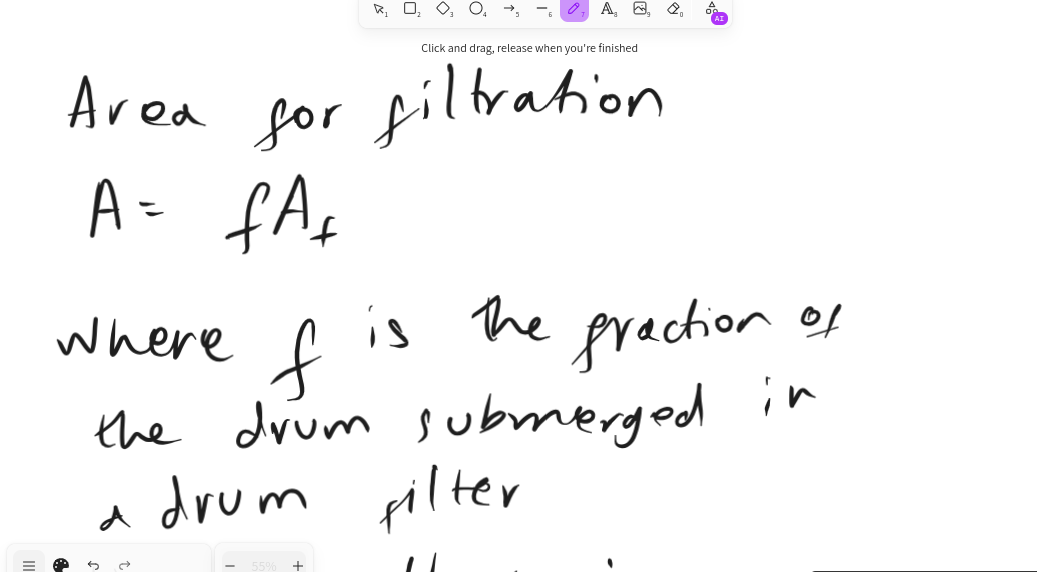 1 2 3 4 5 6 7 A 8 9 0 AI
Click and drag, release when you're finished
Area for filtration
A = fA_f
where f is the fraction of
the drum submerged in
a drum filter
55%